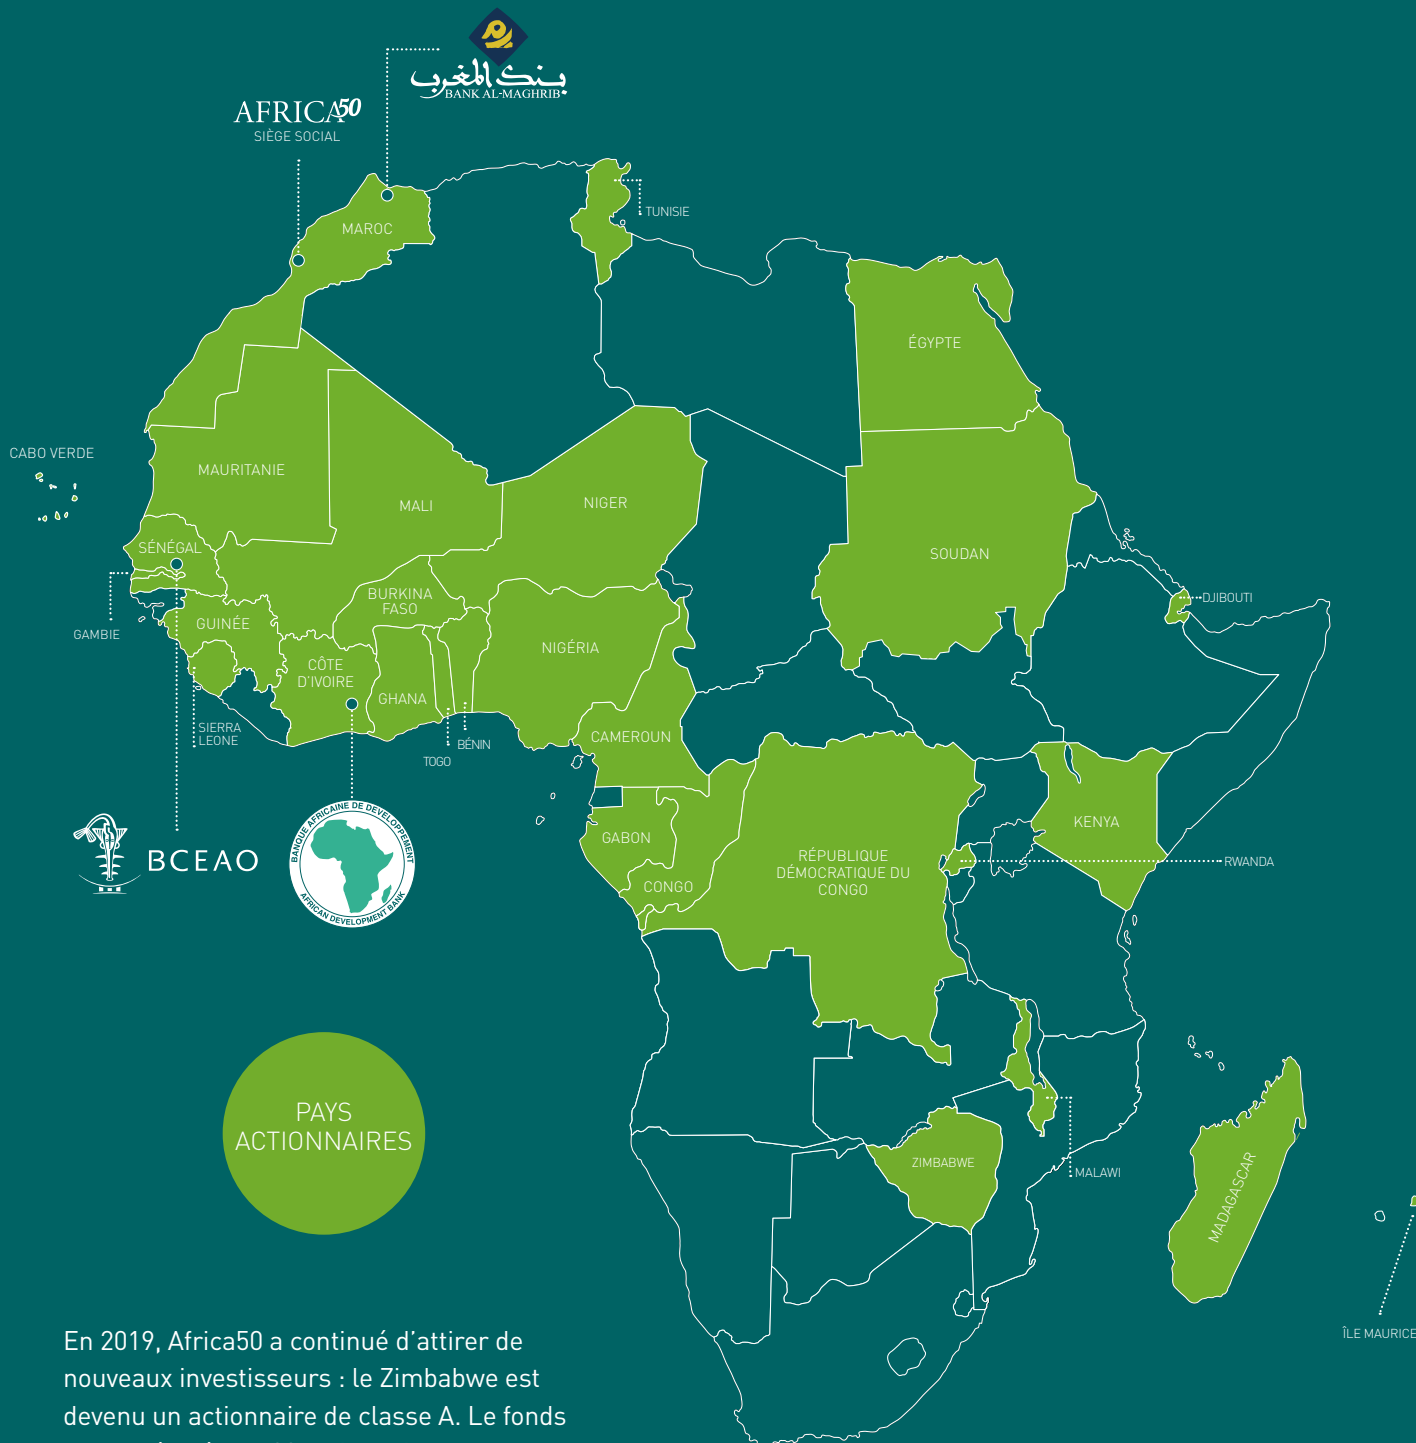 بنك المغرب
BANK AL-MAGHRIB
AFRICA50
SIÈGE SOCIAL
TUNISIE
MAROC
ÉGYPTE
CABO VERDE
MAURITANIE
MALI
NIGER
SÉNÉGAL
SOUDAN
BURKINA
FASO
DJIBOUTI
GUINÉE
GAMBIE
NIGÉRIA
CÔTE
D'IVOIRE
GHANA
SIERRA
LEONE
CAMEROUN
BÉNIN
TOGO
BANQUE AFRICAINE DE DEVELOPPEMENT
AFRICAN DEVELOPMENT BANK
BCEAO
GABON
KENYA
RÉPUBLIQUE
DÉMOCRATIQUE DU
CONGO
RWANDA
CONGO
PAYS
ACTIONNAIRES
ZIMBABWE
MALAWI
MADAGASCAR
ÎLE MAURICE
En 2019, Africa50 a continué d'attirer de
nouveaux investisseurs : le Zimbabwe est
devenu un actionnaire de classe A. Le fonds